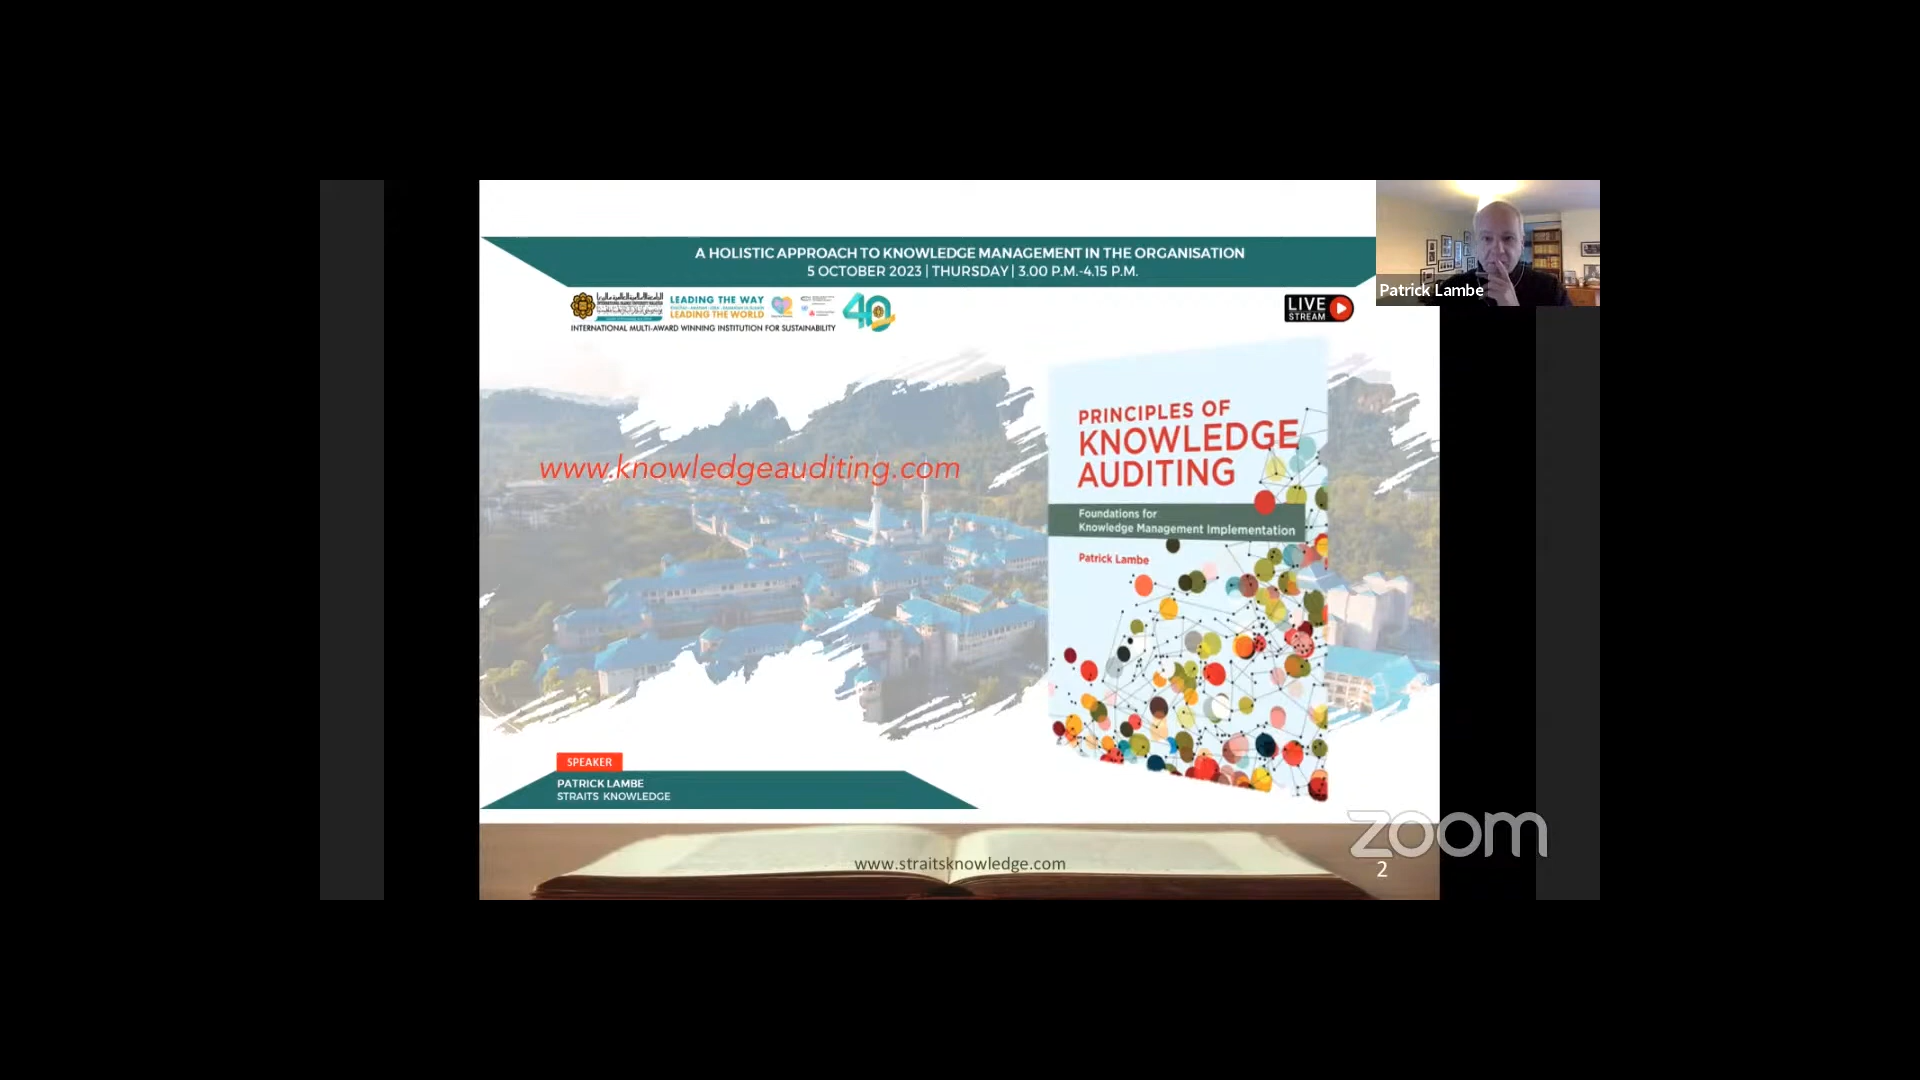 A HOLISTIC APPROACH TO KNOWLEDGE MANAGEMENT IN THE ORGANISATION
5 OCTOBER 2023 | THURSDAY | 3.00 P.M.-4.15 P.M.
Patrick Lambe
LEADING THE WAY
LEADING THE WORLD
40
INTERNATIONAL MULTI-AWARD WINNING INSTITUTION FOR SUSTAINABILITY
LIVE
STREAM
PRINCIPLES OF
KNOWLEDGE
AUDITING
www.knowledgeauditing.com
Foundations for
Knowledge Management Implementation
Patrick Lambe
SPEAKER
PATRICK LAMBE
STRAITS KNOWLEDGE
zoom
www.straitsknowledge.com
2